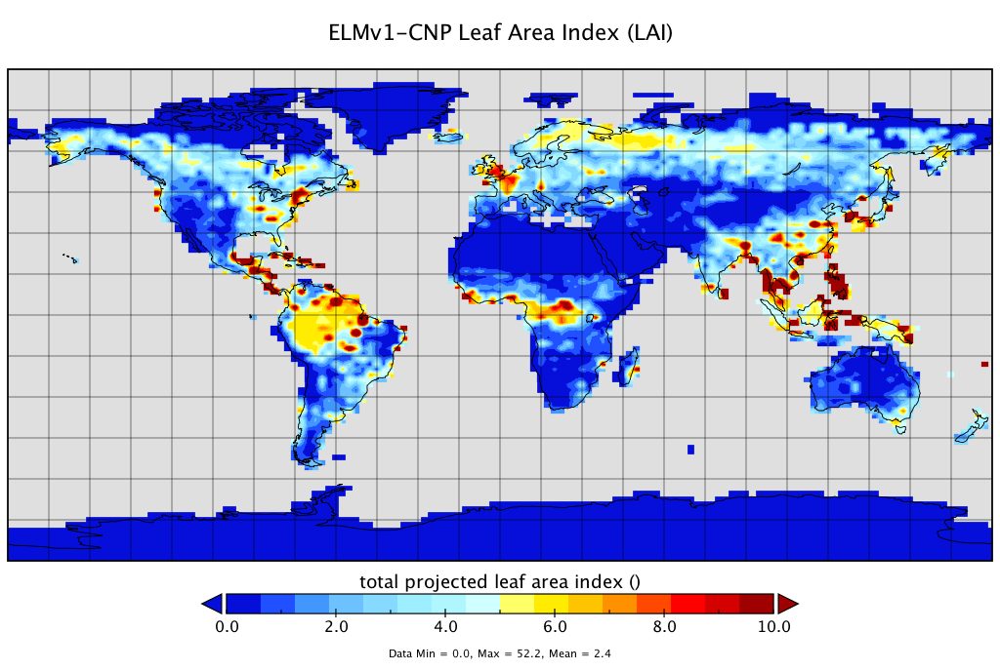 ELMv1-CNP Leaf Area Index (LAI)
total projected leaf area index ()
0.0 2.0 4.0 6.0 8.0 10.0
Data Min = 0.0, Max = 52.2, Mean = 2.4